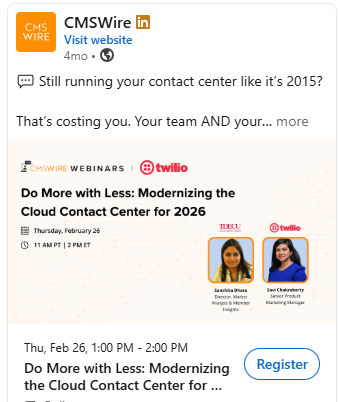 CMS
WIRE
CMSWire in
Visit website
4mo •
💬 Still running your contact center like it's 2015?
That's costing you. Your team AND your... more
CMSWIRE WEBINARS | twilio
Do More with Less: Modernizing the
Cloud Contact Center for 2026
Thursday, February 26
11 AM PT | 2 PM ET
TDECU
twilio
Sanchita Dhara
Director, Market
Analysis & Member
Insights
Savi Chakraborty
Senior Product
Marketing Manager
Thu, Feb 26, 1:00 PM - 2:00 PM
Do More with Less: Modernizing
the Cloud Contact Center for ...
Register